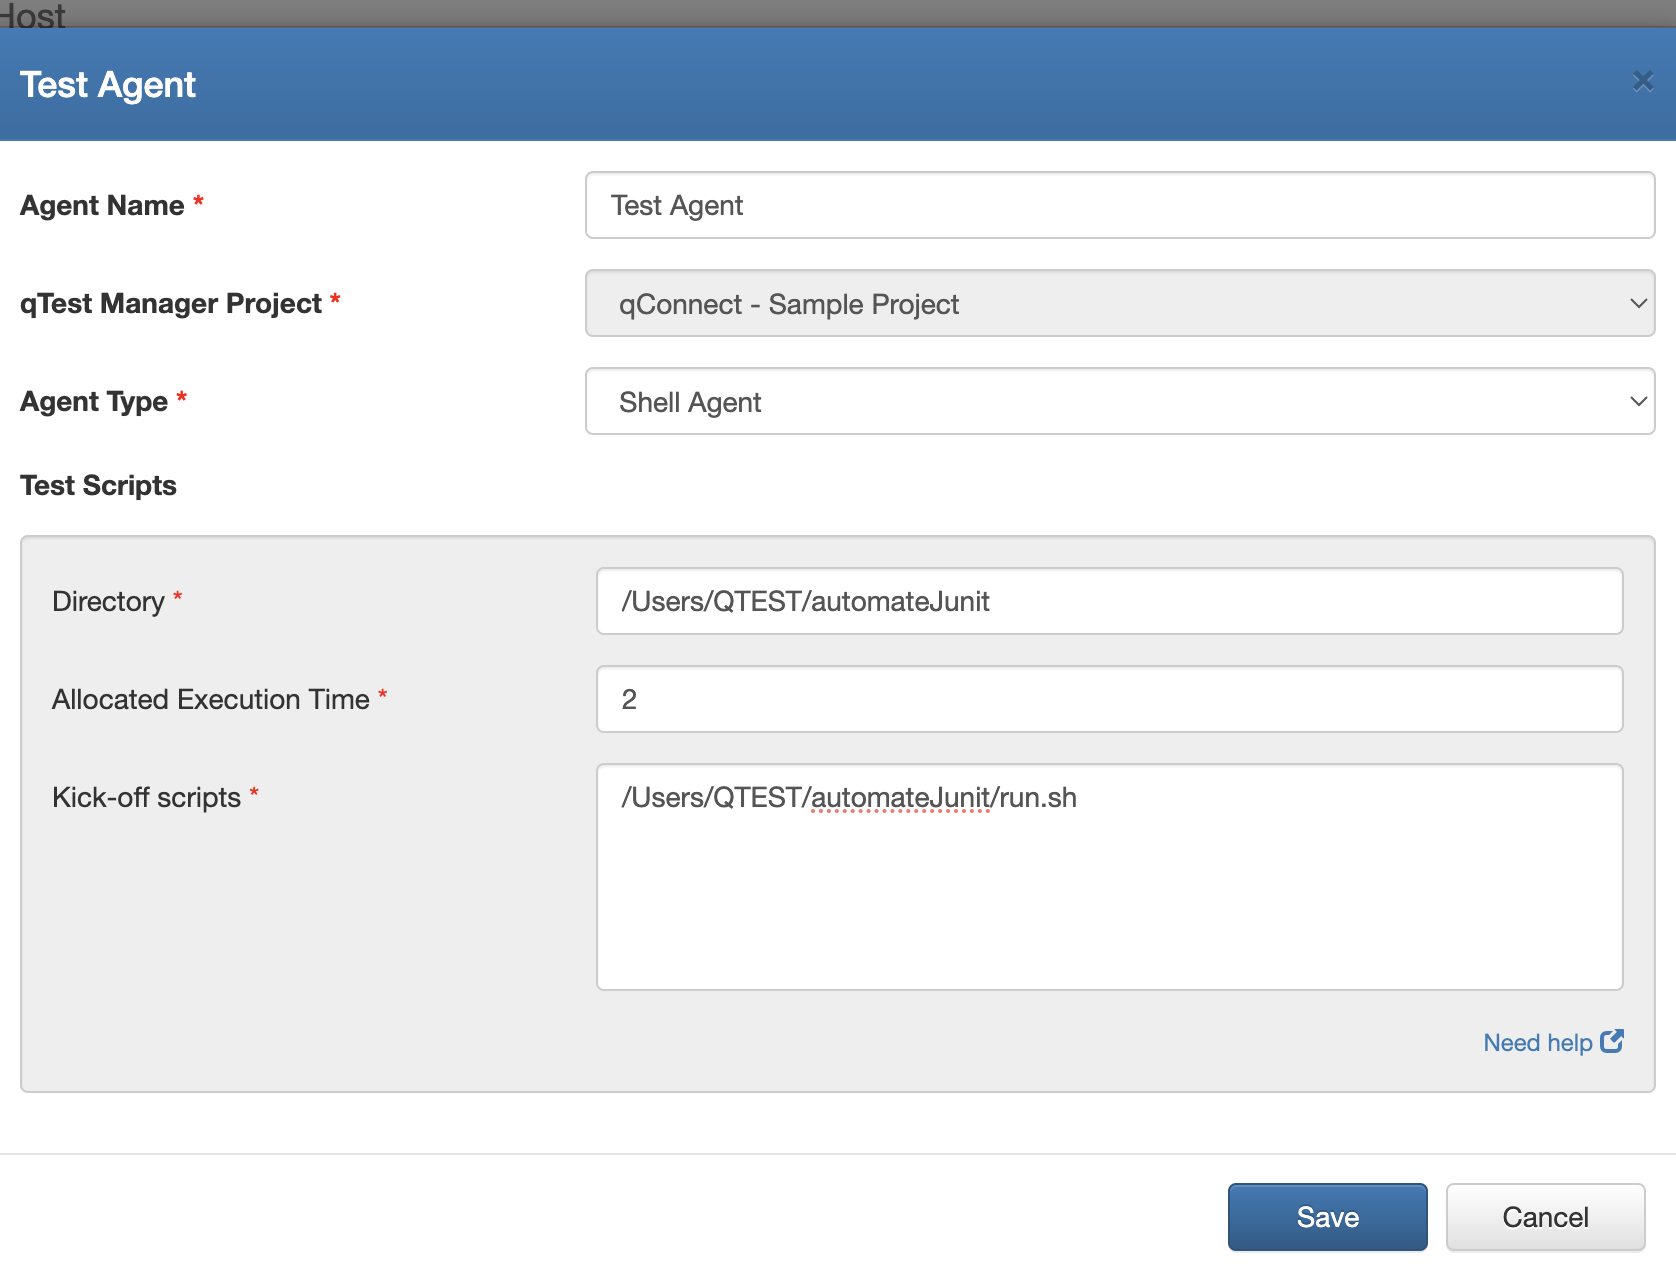 Host
Test Agent
Agent Name *
Test Agent
qTest Manager Project *
qConnect - Sample Project
Agent Type *
Shell Agent
Test Scripts
Directory *
/Users/QTEST/automateJunit
Allocated Execution Time *
2
Kick-off scripts *
/Users/QTEST/automateJunit/run.sh
Need help
Save
Cancel